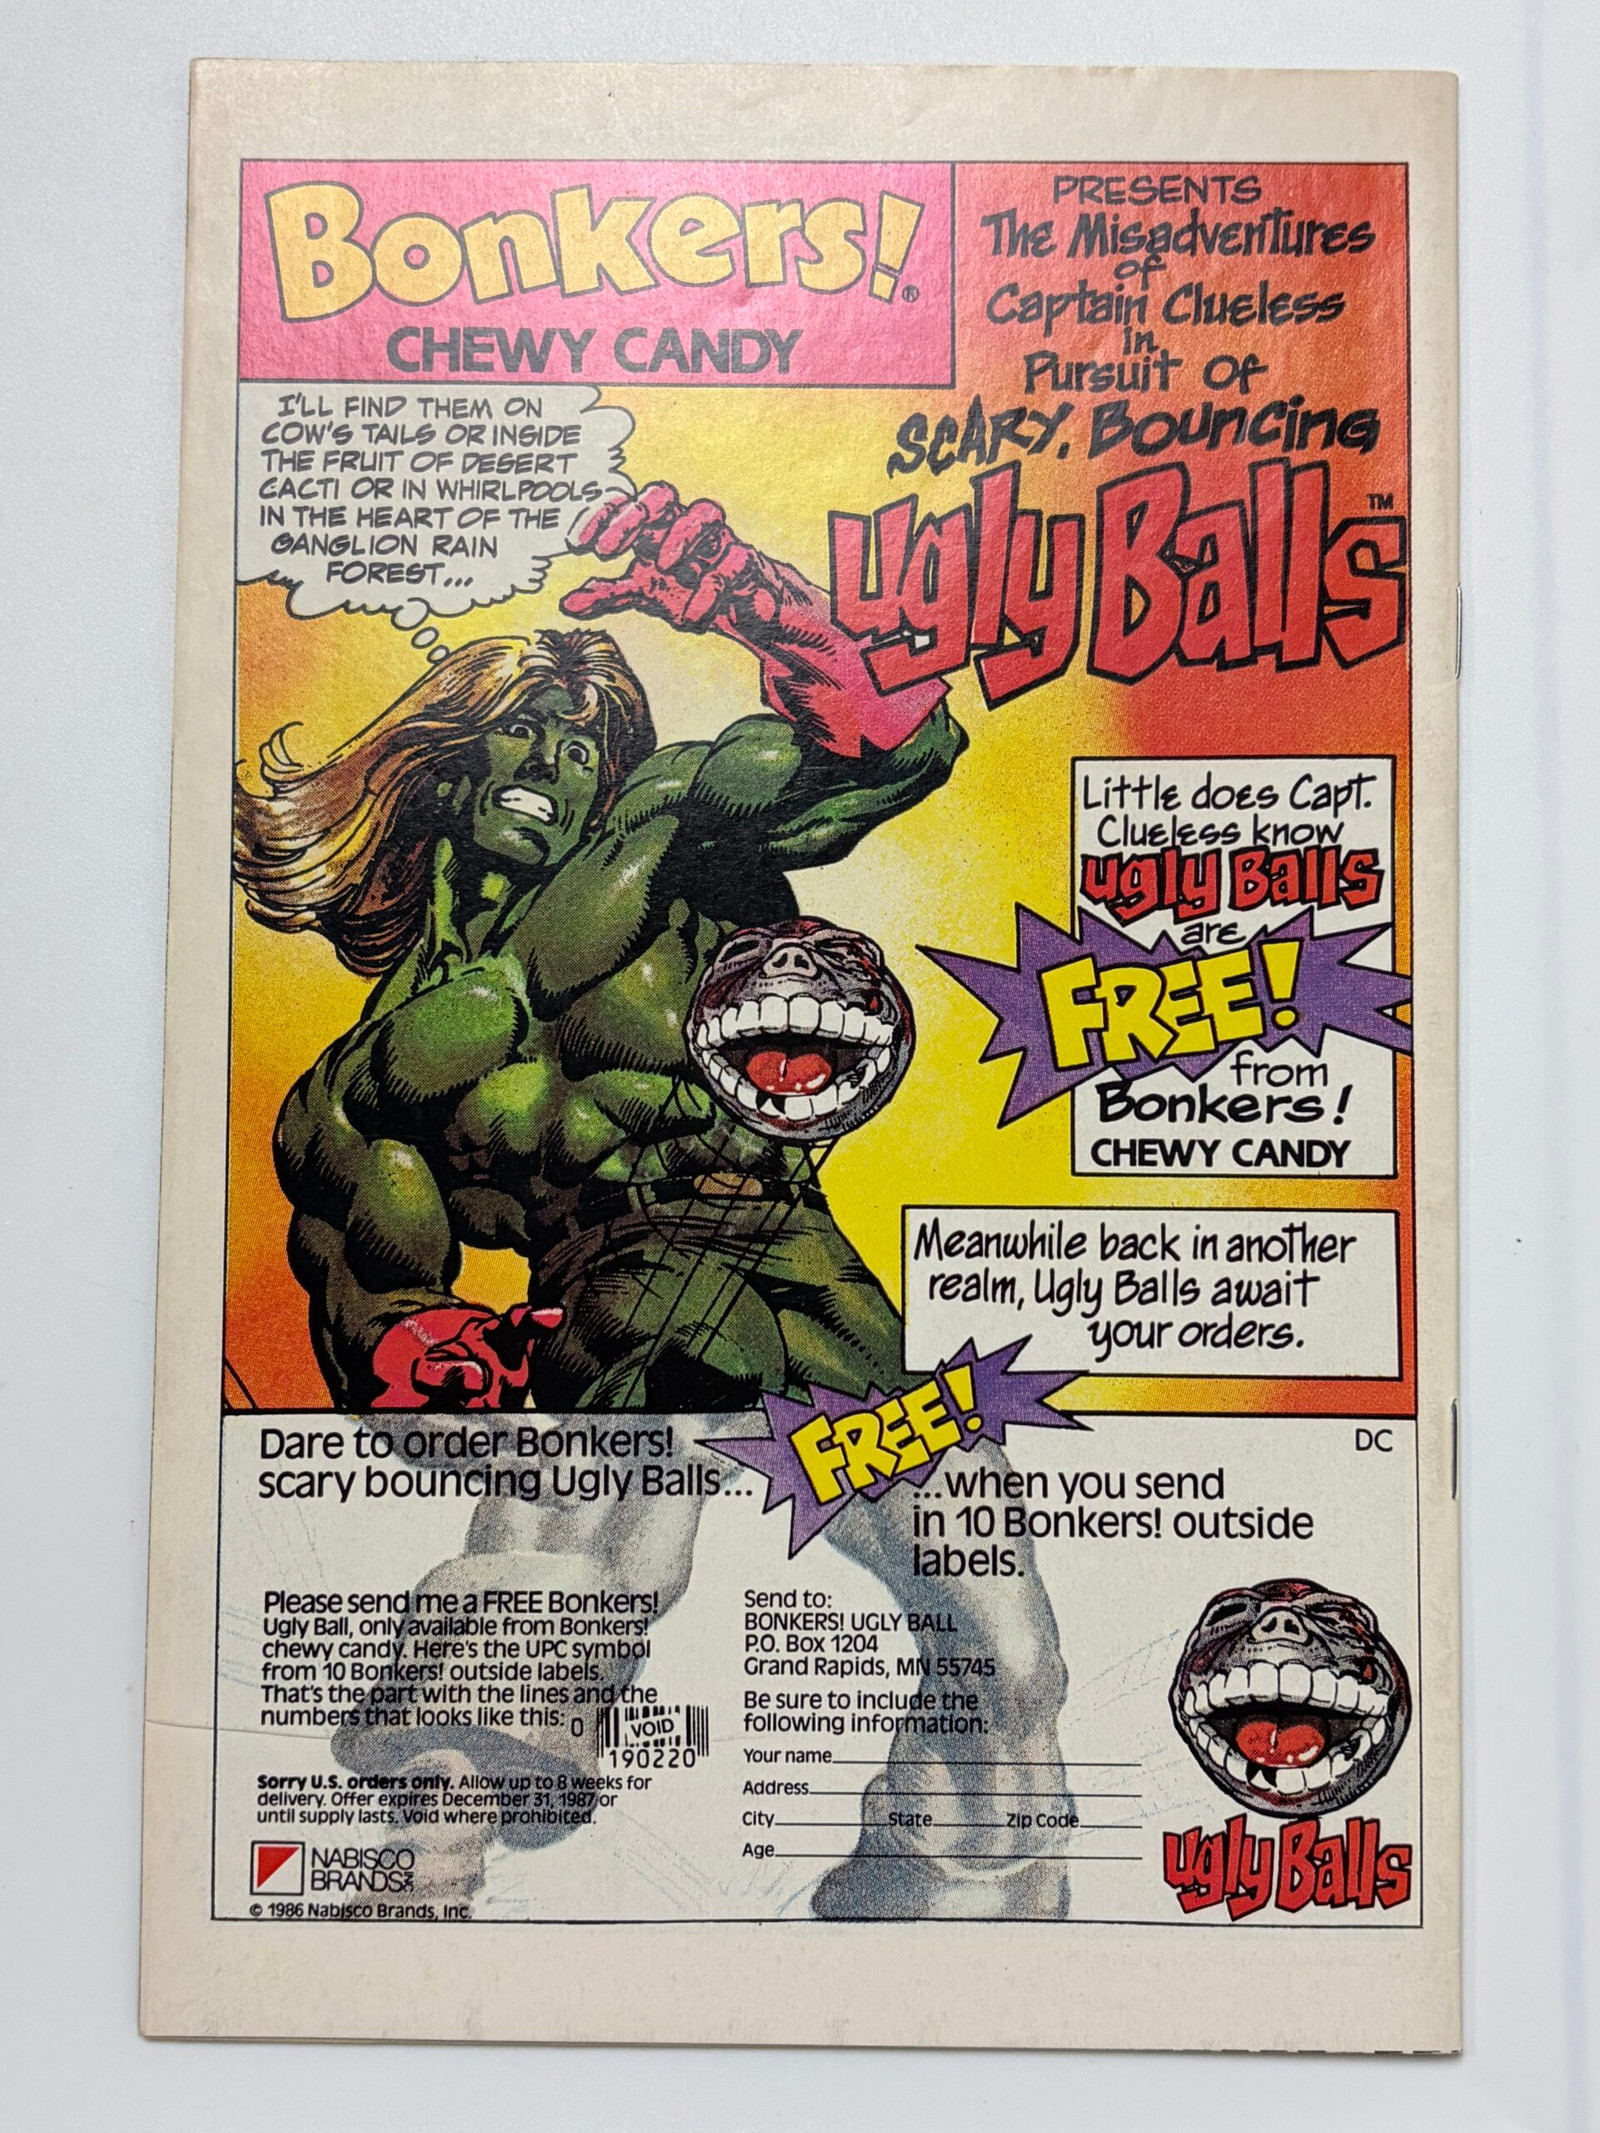 Bonkers!®
CHEWY CANDY
PRESENTS
The Misadventures
of
Captain Clueless
in
Pursuit Of
SCARY, Bouncing
Ugly Balls™
I'LL FIND THEM ON
COW'S TAILS OR INSIDE
THE FRUIT OF DESERT
CACTI OR IN WHIRLPOOLS
IN THE HEART OF THE
GANGLION RAIN
FOREST...
Little does Capt.
Clueless know
Ugly Balls
are
FREE!
from
Bonkers!
CHEWY CANDY
Meanwhile back in another
realm, Ugly Balls await
your orders.
Dare to order Bonkers!
scary bouncing Ugly Balls...
FREE!
...when you send
in 10 Bonkers! outside
labels.
DC
Please send me a FREE Bonkers!
Ugly Ball, only available from Bonkers!
chewy candy. Here's the UPC symbol
from 10 Bonkers! outside labels.
That's the part with the lines and the
numbers that looks like this:
0
VOID
190220
Sorry U.S. orders only. Allow up to 8 weeks for
delivery. Offer expires December 31, 1987 or
until supply lasts. Void where prohibited.
NABISCO
BRANDS INC
© 1986 Nabisco Brands, Inc.
Send to:
BONKERS! UGLY BALL
P.O. Box 1204
Grand Rapids, MN 55745
Be sure to include the
following information:
Your name
Address
City State Zip Code
Age
Ugly Balls